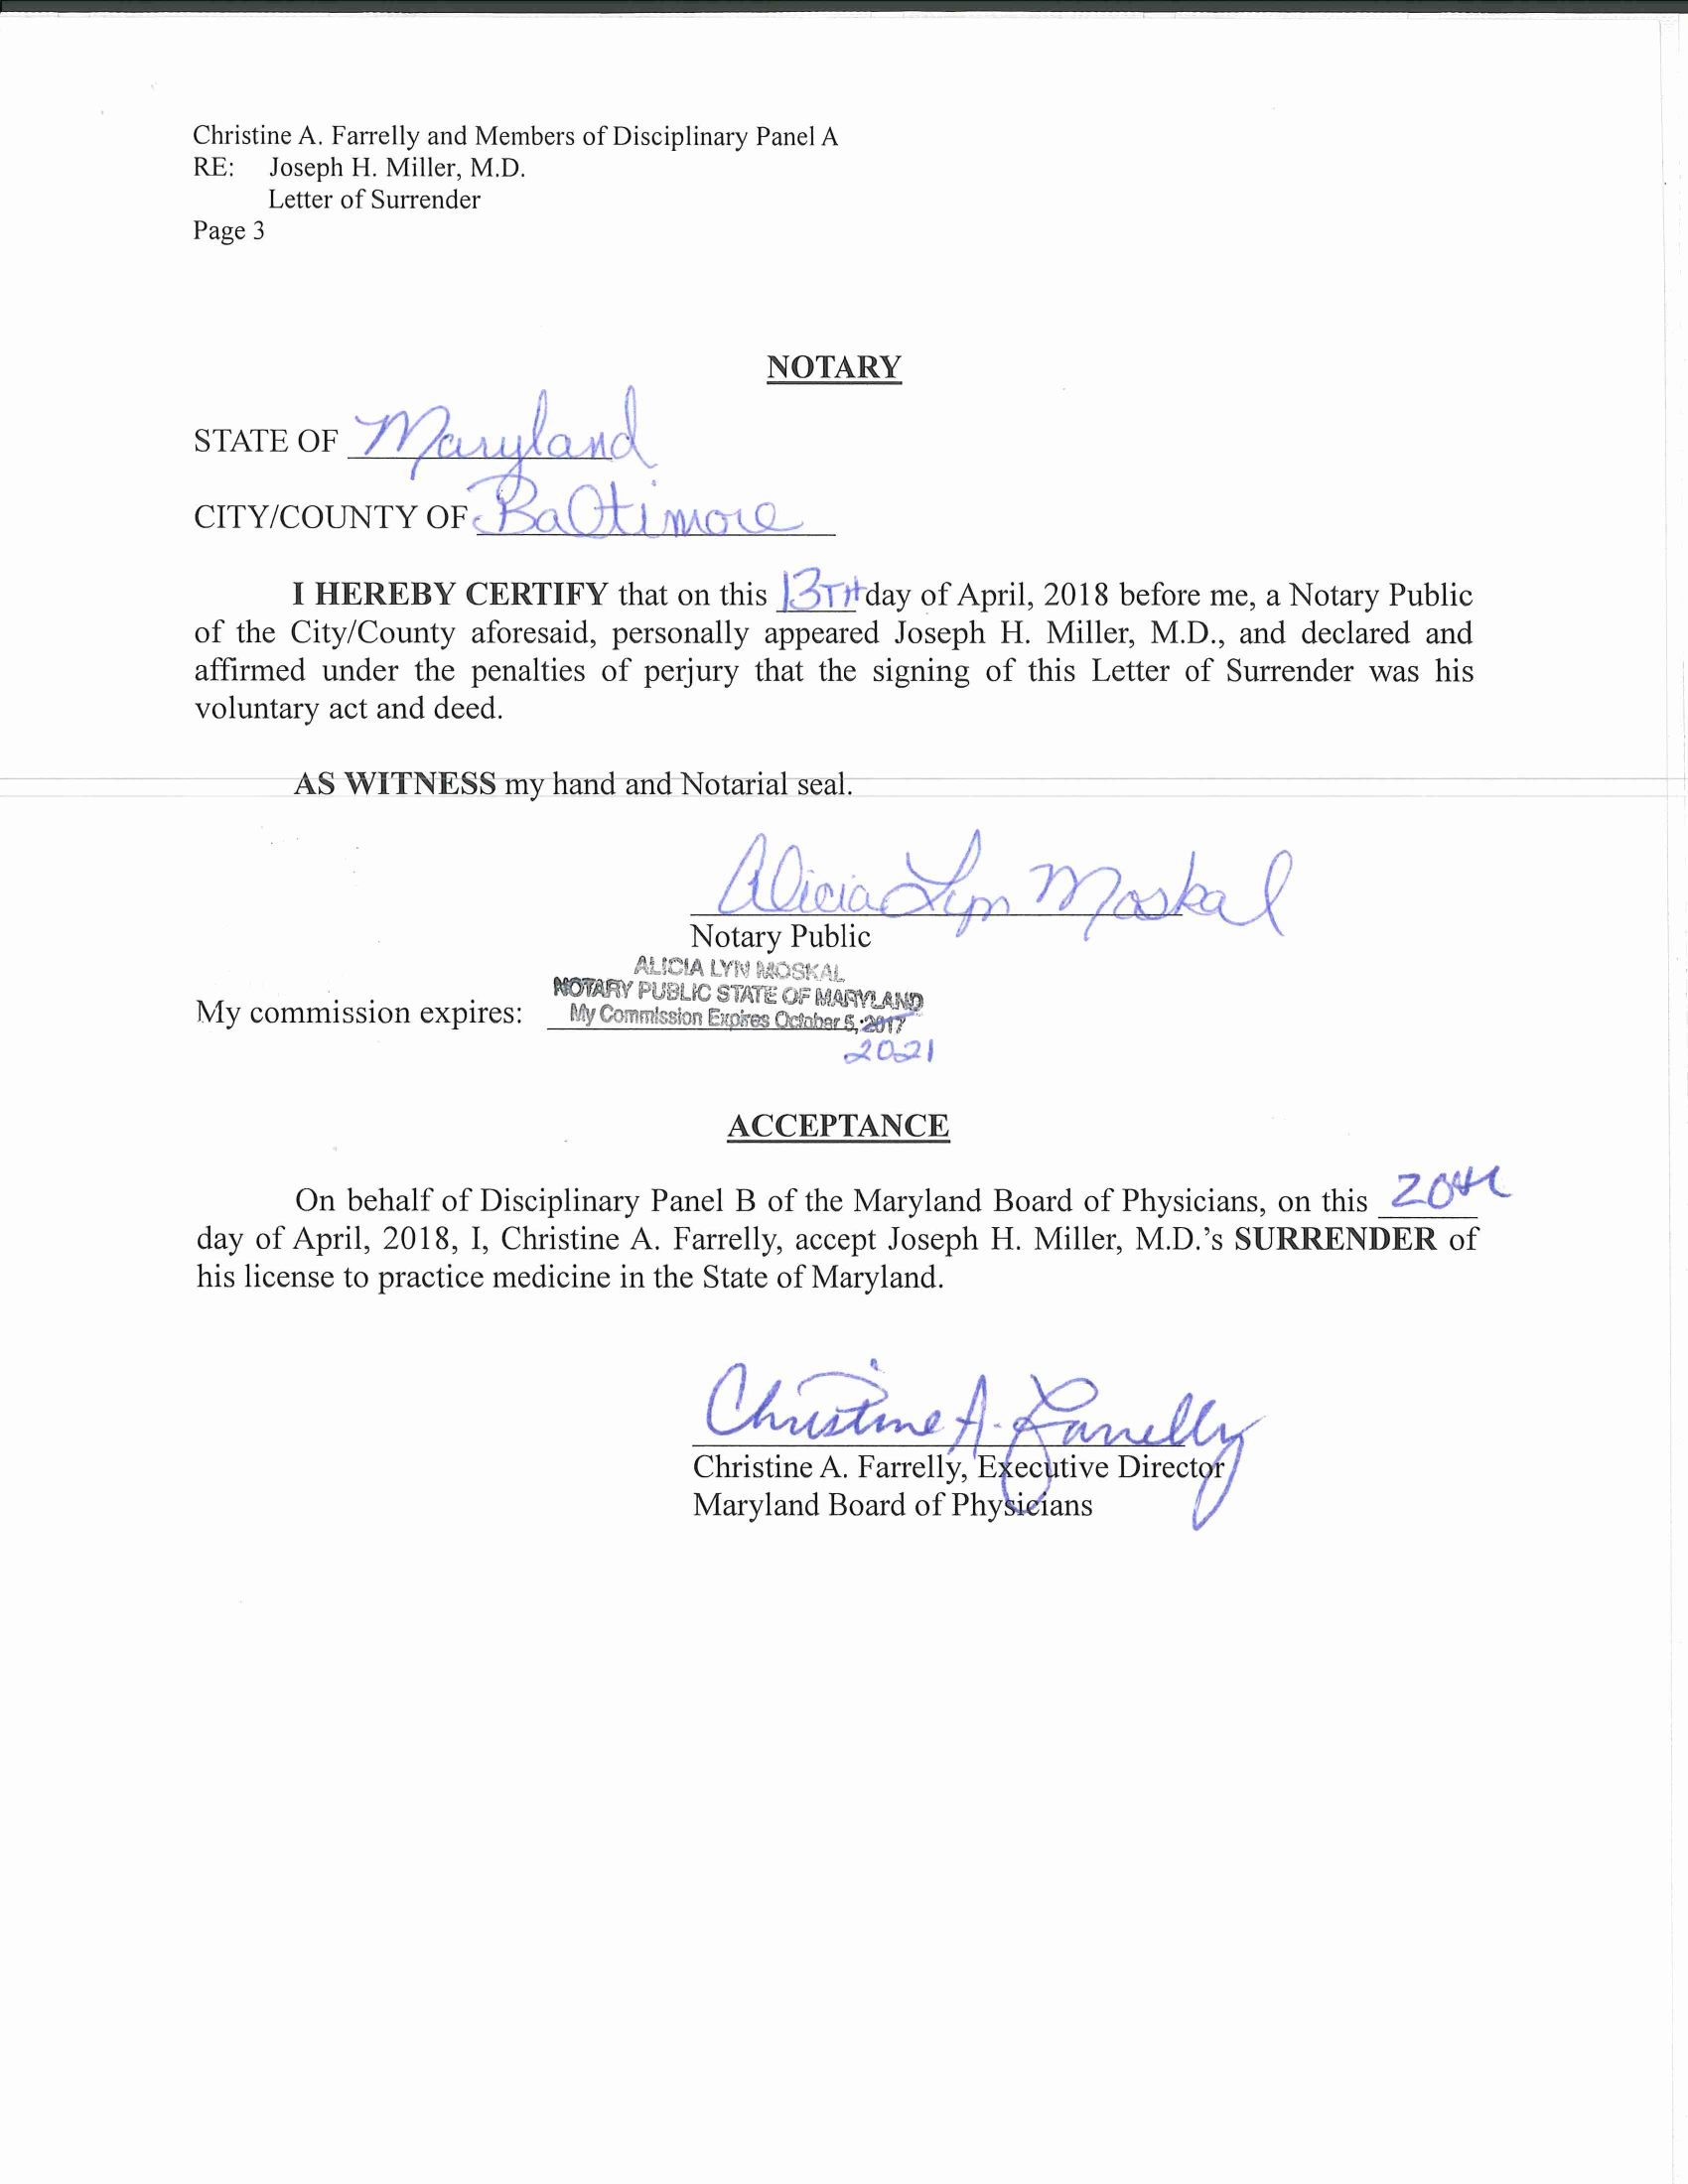 Christine A. Farrelly and Members of Disciplinary Panel A
RE: Joseph H. Miller, M.D.
Letter of Surrender
Page 3
NOTARY
STATE OF Maryland
CITY/COUNTY OF Baltimore
I HEREBY CERTIFY that on this 13TH day of April, 2018 before me, a Notary Public
of the City/County aforesaid, personally appeared Joseph H. Miller, M.D., and declared and
affirmed under the penalties of perjury that the signing of this Letter of Surrender was his
voluntary act and deed.
AS WITNESS my hand and Notarial seal.
Alicia Lyn Moskal
Notary Public
ALICIA LYN MOSKAL
NOTARY PUBLIC STATE OF MARYLAND
My commission expires: My Commission Expires October 5, 2017
2021
ACCEPTANCE
On behalf of Disciplinary Panel B of the Maryland Board of Physicians, on this 20th
day of April, 2018, I, Christine A. Farrelly, accept Joseph H. Miller, M.D.'s SURRENDER of
his license to practice medicine in the State of Maryland.
Christine A. Farrelly
Christine A. Farrelly, Executive Director
Maryland Board of Physicians